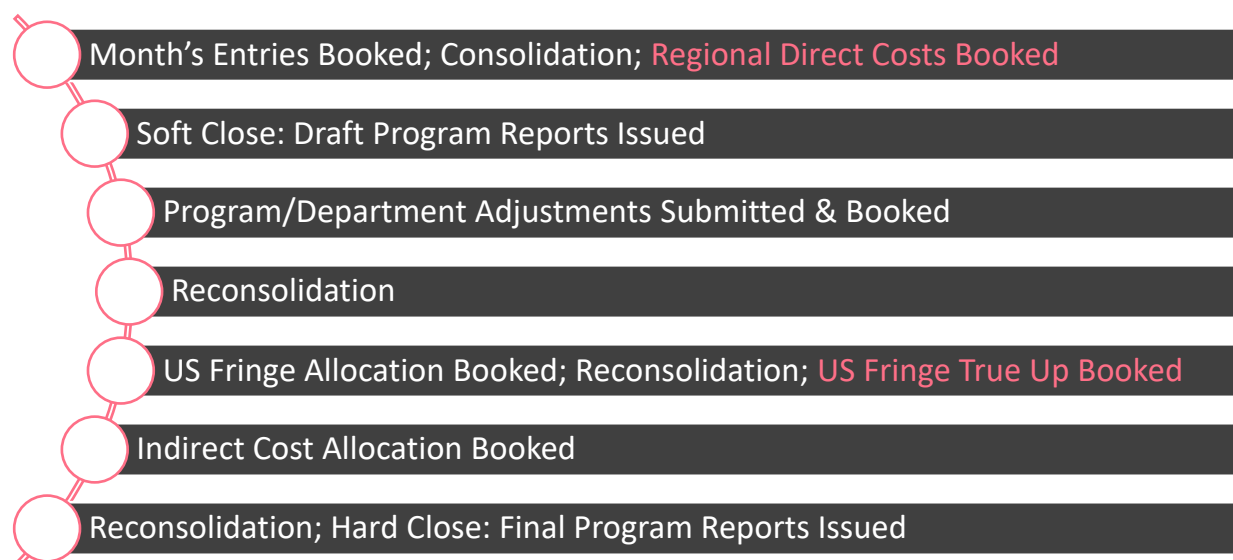 Month’s Entries Booked; Consolidation; Regional Direct Costs Booked
Soft Close: Draft Program Reports Issued
Program/Department Adjustments Submitted & Booked
Reconsolidation
US Fringe Allocation Booked; Reconsolidation; US Fringe True Up Booked
Indirect Cost Allocation Booked
Reconsolidation; Hard Close: Final Program Reports Issued